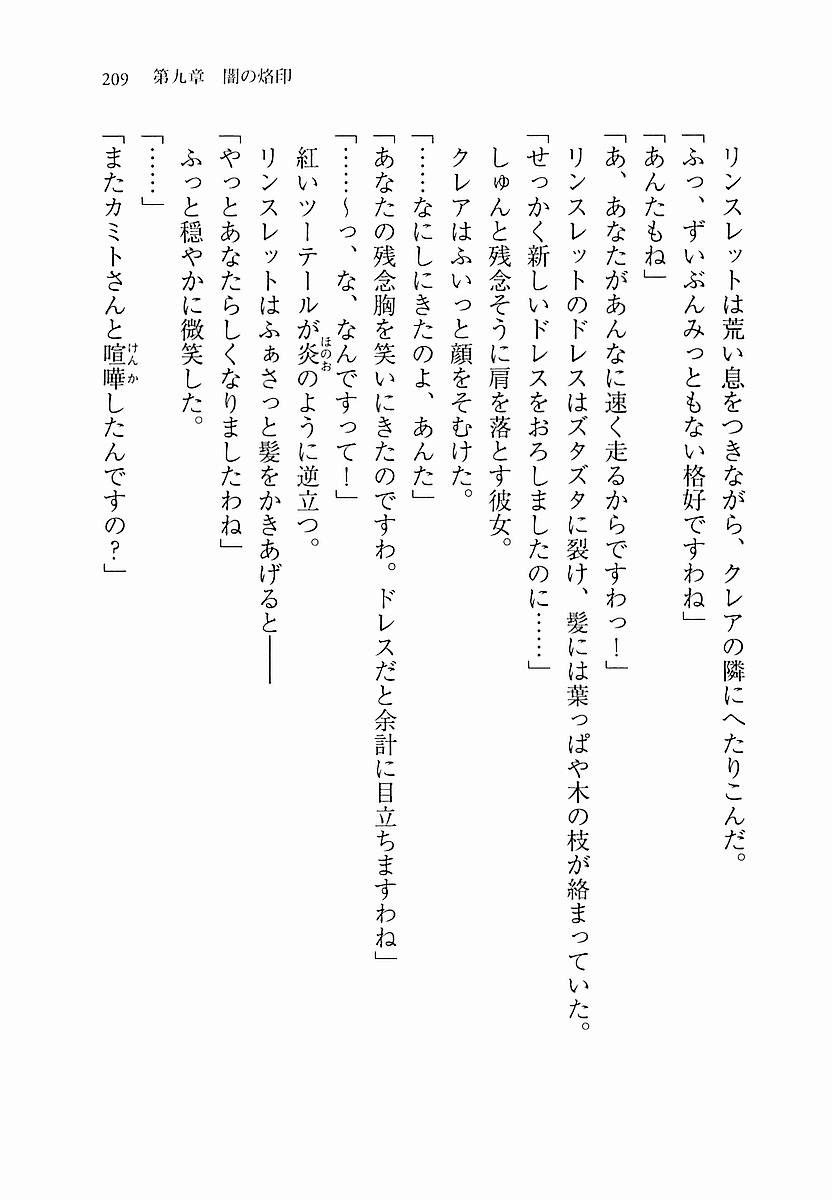 209 第九章 闇の烙印
リンスレットは荒い息をつきながら、クレアの隣にへたりこんだ。
「ふっ、ずいぶんみっともない格好ですわね」
「あんたもね」
「あ、あなたがあんなに速く走るからですわっ！」
リンスレットのドレスはズタズタに裂け、髪には葉っぱや木の枝が絡まっていた。
「せっかく新しいドレスをおろしましたのに……」
しゅんと残念そうに肩を落とす彼女。
クレアはふいっと顔をそむけた。
「……なにしにきたのよ、あんた」
「あなたの残念胸を笑いにきたのですわ。ドレスだと余計に目立ちますわね」
「……～っ、な、なんですって！」
紅いツーテールが炎のように逆立つ。
リンスレットはふぁさっと髪をかきあげると――
「やっとあなたらしくなりましたわね」
ふっと穏やかに微笑した。
「……」
「またカミトさんと喧嘩したんですの？」